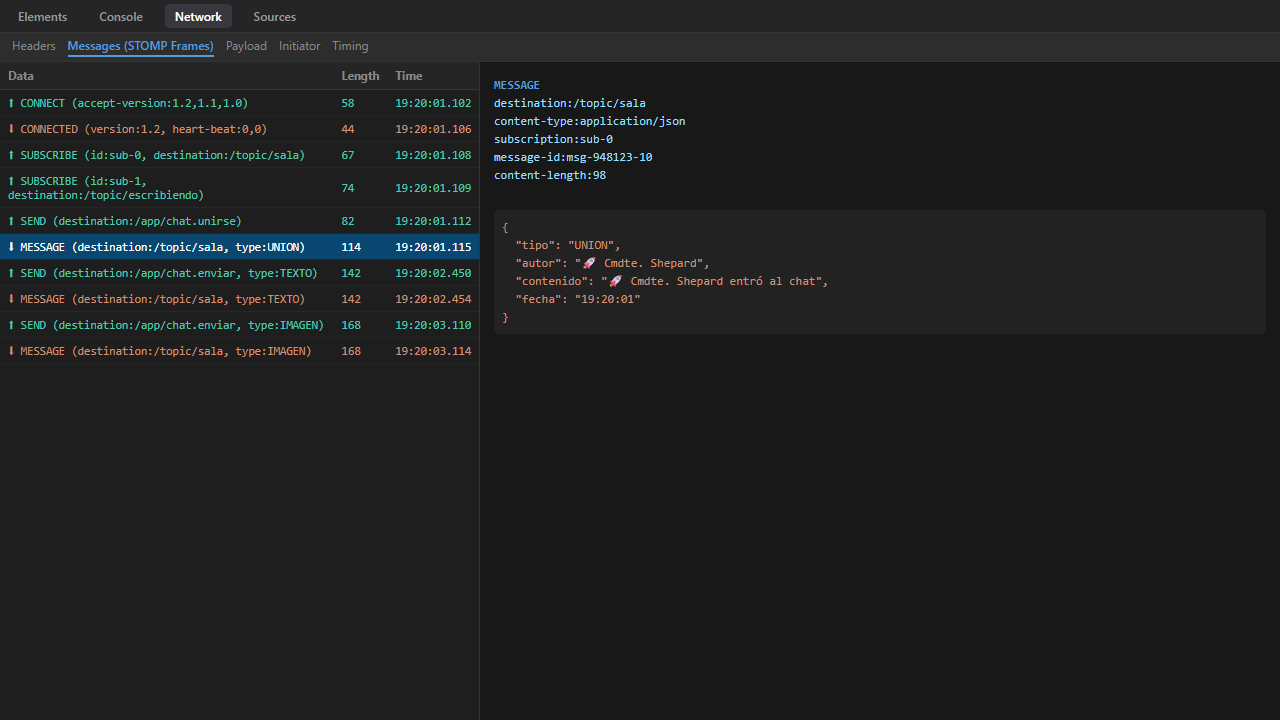 Elements Console Network Sources
Headers Messages (STOMP Frames) Payload Initiator Timing
Data Length Time
⬆ CONNECT (accept-version:1.2,1.1,1.0) 58 19:20:01.102
⬇ CONNECTED (version:1.2, heart-beat:0,0) 44 19:20:01.106
⬆ SUBSCRIBE (id:sub-0, destination:/topic/sala) 67 19:20:01.108
⬆ SUBSCRIBE (id:sub-1,
destination:/topic/escribiendo) 74 19:20:01.109
⬆ SEND (destination:/app/chat.unirse) 82 19:20:01.112
⬇ MESSAGE (destination:/topic/sala, type:UNION) 114 19:20:01.115
⬆ SEND (destination:/app/chat.enviar, type:TEXTO) 142 19:20:02.450
⬇ MESSAGE (destination:/topic/sala, type:TEXTO) 142 19:20:02.454
⬆ SEND (destination:/app/chat.enviar, type:IMAGEN) 168 19:20:03.110
⬇ MESSAGE (destination:/topic/sala, type:IMAGEN) 168 19:20:03.114
MESSAGE
destination:/topic/sala
content-type:application/json
subscription:sub-0
message-id:msg-948123-10
content-length:98
{
"tipo": "UNION",
"autor": "🚀 Cmdte. Shepard",
"contenido": "🚀 Cmdte. Shepard entró al chat",
"fecha": "19:20:01"
}